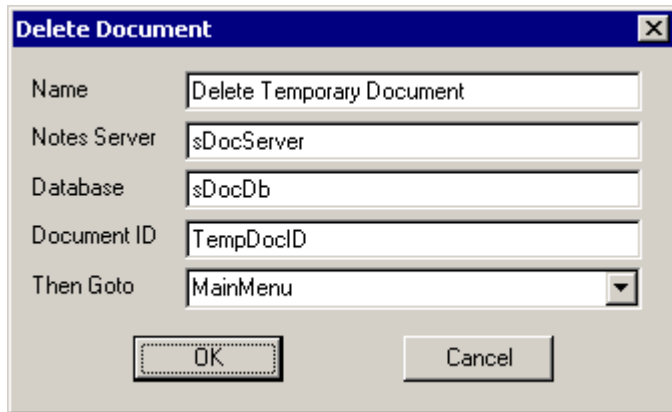 Delete Document
Name Delete Temporary Document
Notes Server sDocServer
Database sDocDb
Document ID TempDocID
Then Goto MainMenu
OK Cancel